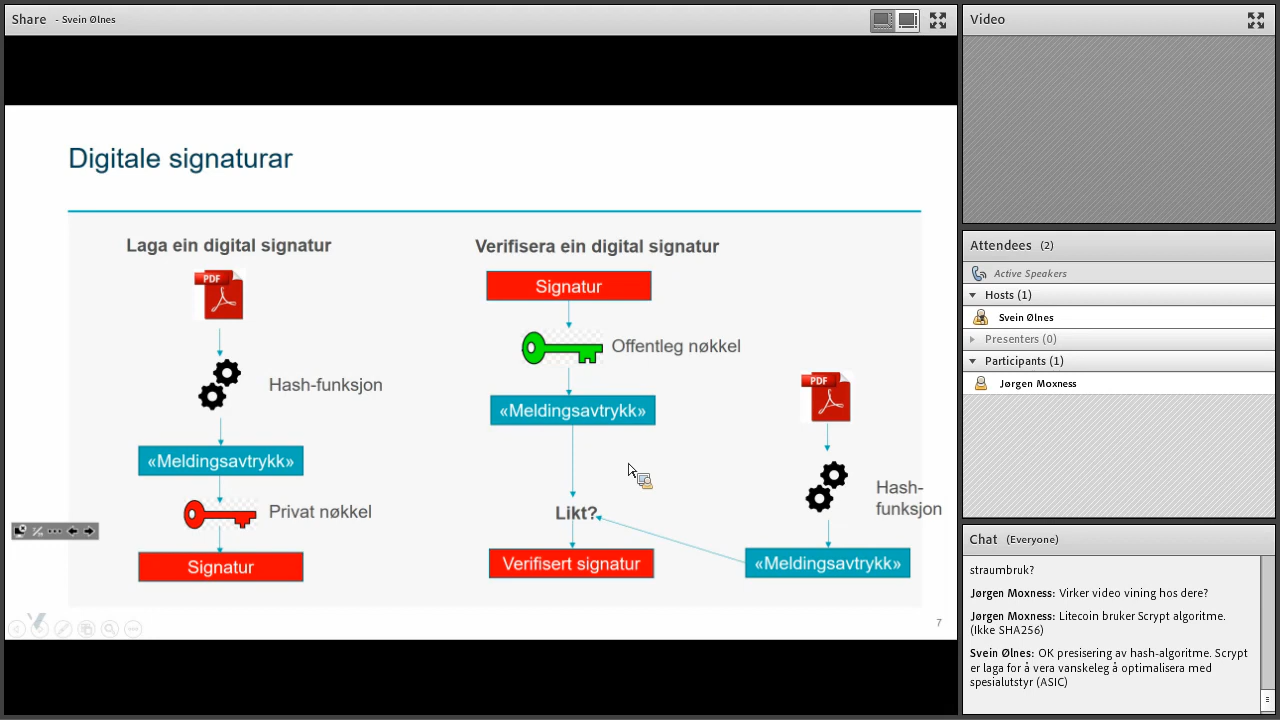 Share - Svein Ølnes
Digitale signaturar
Laga ein digital signatur
PDF
Hash-funksjon
«Meldingsavtrykk»
Privat nøkkel
Signatur
Verifisera ein digital signatur
Signatur
Offentleg nøkkel
«Meldingsavtrykk»
Likt?
Verifisert signatur
PDF
Hash-
funksjon
«Meldingsavtrykk»
7
Video
Attendees (2)
Active Speakers
Hosts (1)
Svein Ølnes
Presenters (0)
Participants (1)
Jørgen Moxness
Chat (Everyone)
straumbruk?
Jørgen Moxness: Virker video vining hos dere?
Jørgen Moxness: Litecoin bruker Scrypt algoritme.
(Ikke SHA256)
Svein Ølnes: OK presisering av hash-algoritme. Scrypt
er laga for å vera vanskeleg å optimalisera med
spesialutstyr (ASIC)